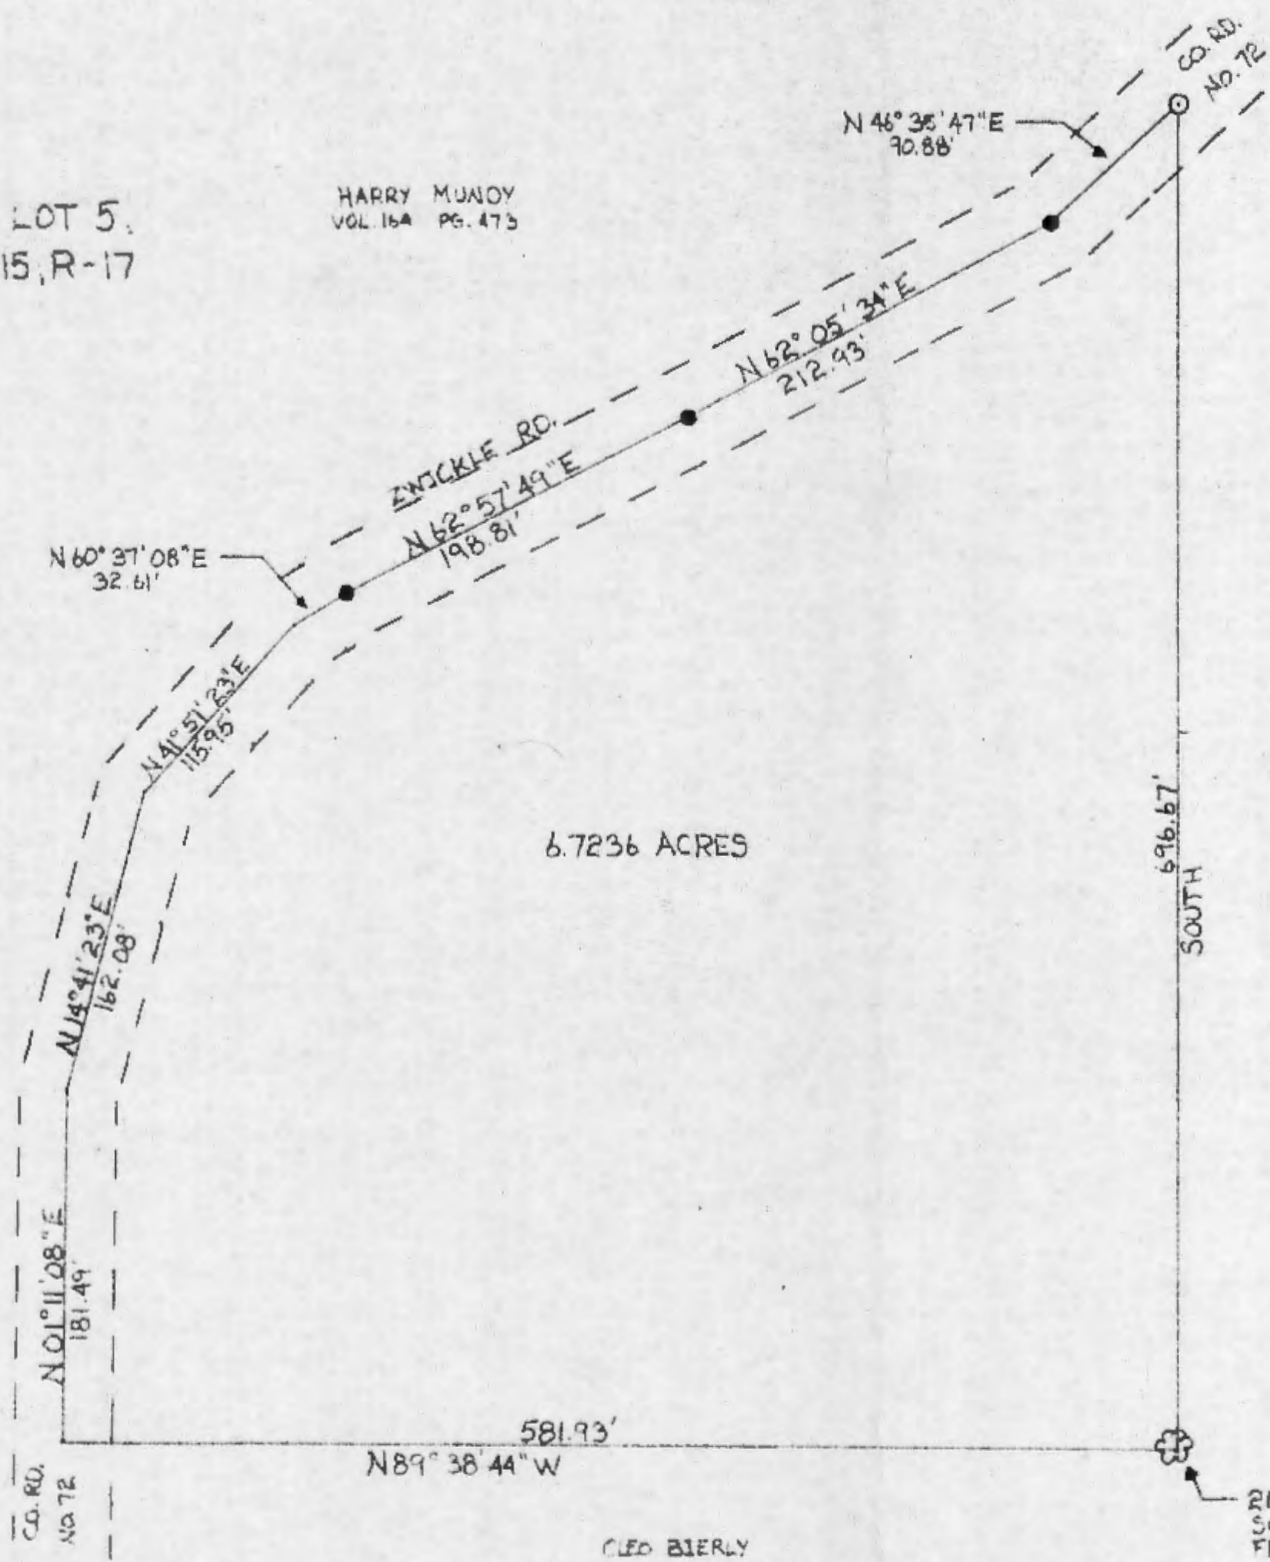 CO. RD.
NO. 72
N 46° 35' 47" E
90.88'
HARRY MUNDY
VOL. 164 PG. 473
LOT 5.
15, R-17
N 62° 05' 34" E
212.93'
ZWICKLE RD.
N 62° 57' 49" E
198.81'
N 60° 37' 08" E
32.61'
N 41° 51' 23" E
115.95'
6.7236 ACRES
696.67'
SOUTH
N 14° 41' 23" E
162.08'
N 01° 11' 08" E
181.49'
581.93'
N 89° 38' 44" W
CO. RD.
NO 72
CLEO BIERLY